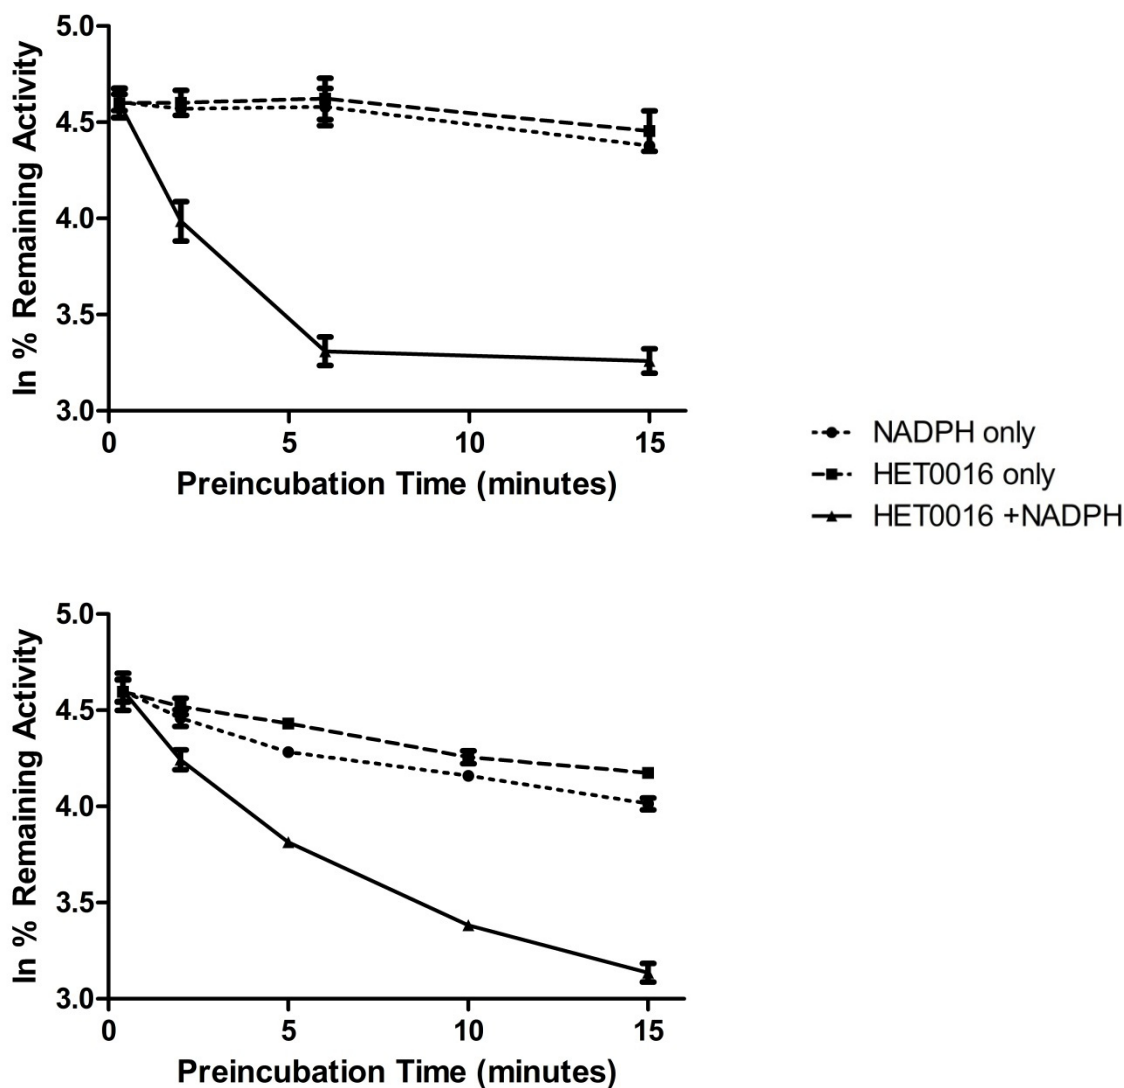 5.0
4.5
4.0
3.5
3.0
ln % Remaining Activity
0
5
10
15
Preincubation Time (minutes)
NADPH only
HET0016 only
HET0016 +NADPH
5.0
4.5
4.0
3.5
3.0
ln % Remaining Activity
0
5
10
15
Preincubation Time (minutes)